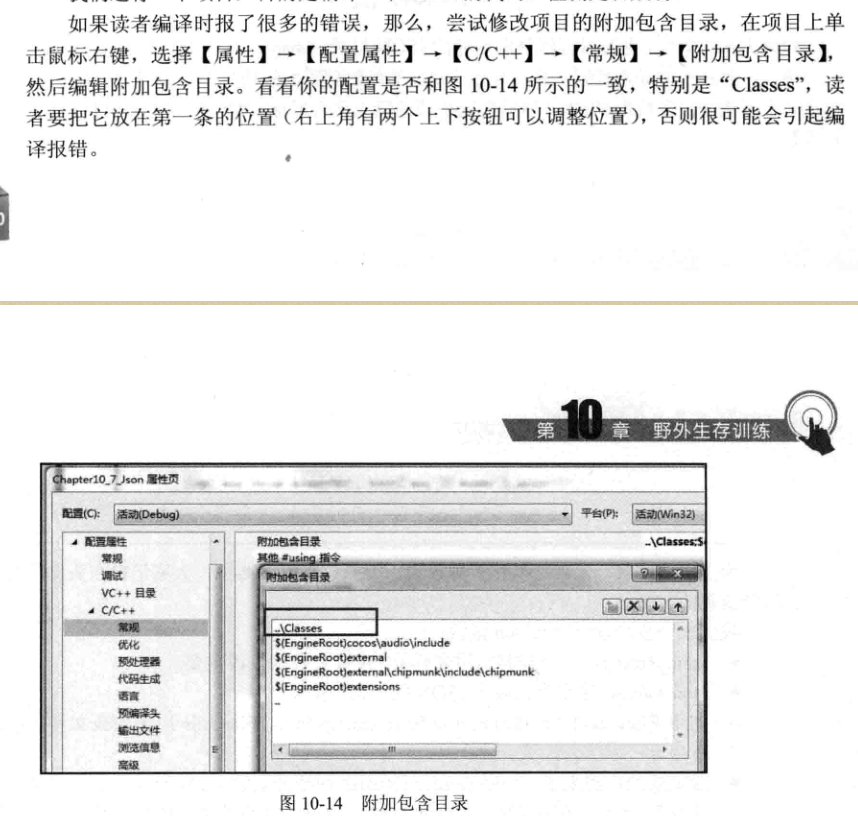 如果读者编译时报了很多的错误，那么，尝试修改项目的附加包含目录，在项目上单
击鼠标右键，选择【属性】→【配置属性】→【C/C++】→【常规】→【附加包含目录】，
然后编辑附加包含目录。看看你的配置是否和图 10-14 所示的一致，特别是“Classes”，读
者要把它放在第一条的位置（右上角有两个上下按钮可以调整位置），否则很可能会引起编
译报错。
第 10 章 野外生存训练
Chapter10_7_Json 属性页
配置(C): 活动(Debug) 平台(P): 活动(Win32)
配置属性
常规
调试
VC++ 目录
C/C++
常规
优化
预处理器
代码生成
语言
预编译头
输出文件
浏览信息
高级
附加包含目录 ..\Classes;$
其他 #using 指令
附加包含目录
..\Classes
$(EngineRoot)cocos\audio\include
$(EngineRoot)external
$(EngineRoot)external\chipmunk\include\chipmunk
$(EngineRoot)extensions
..
图 10-14 附加包含目录